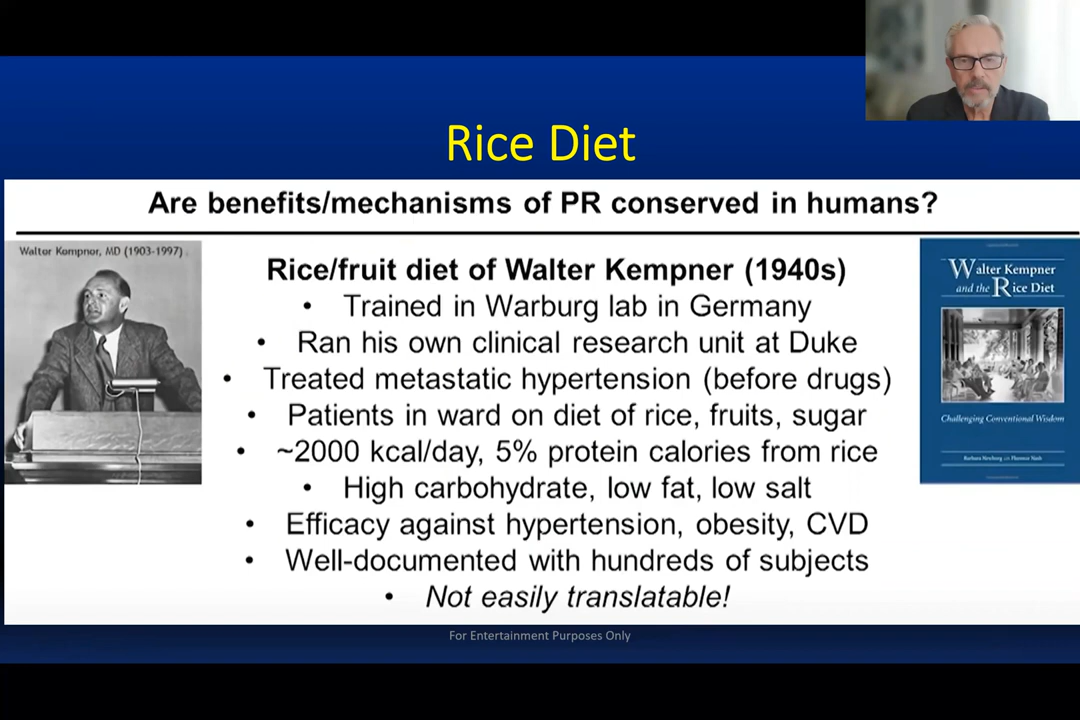 Rice Diet
Are benefits/mechanisms of PR conserved in humans?
Walter Kempner, MD (1903-1997)
Rice/fruit diet of Walter Kempner (1940s)
• Trained in Warburg lab in Germany
• Ran his own clinical research unit at Duke
• Treated metastatic hypertension (before drugs)
• Patients in ward on diet of rice, fruits, sugar
• ~2000 kcal/day, 5% protein calories from rice
• High carbohydrate, low fat, low salt
• Efficacy against hypertension, obesity, CVD
• Well-documented with hundreds of subjects
• Not easily translatable!
Walter Kempner
and the Rice Diet
Challenging Conventional Wisdom
For Entertainment Purposes Only